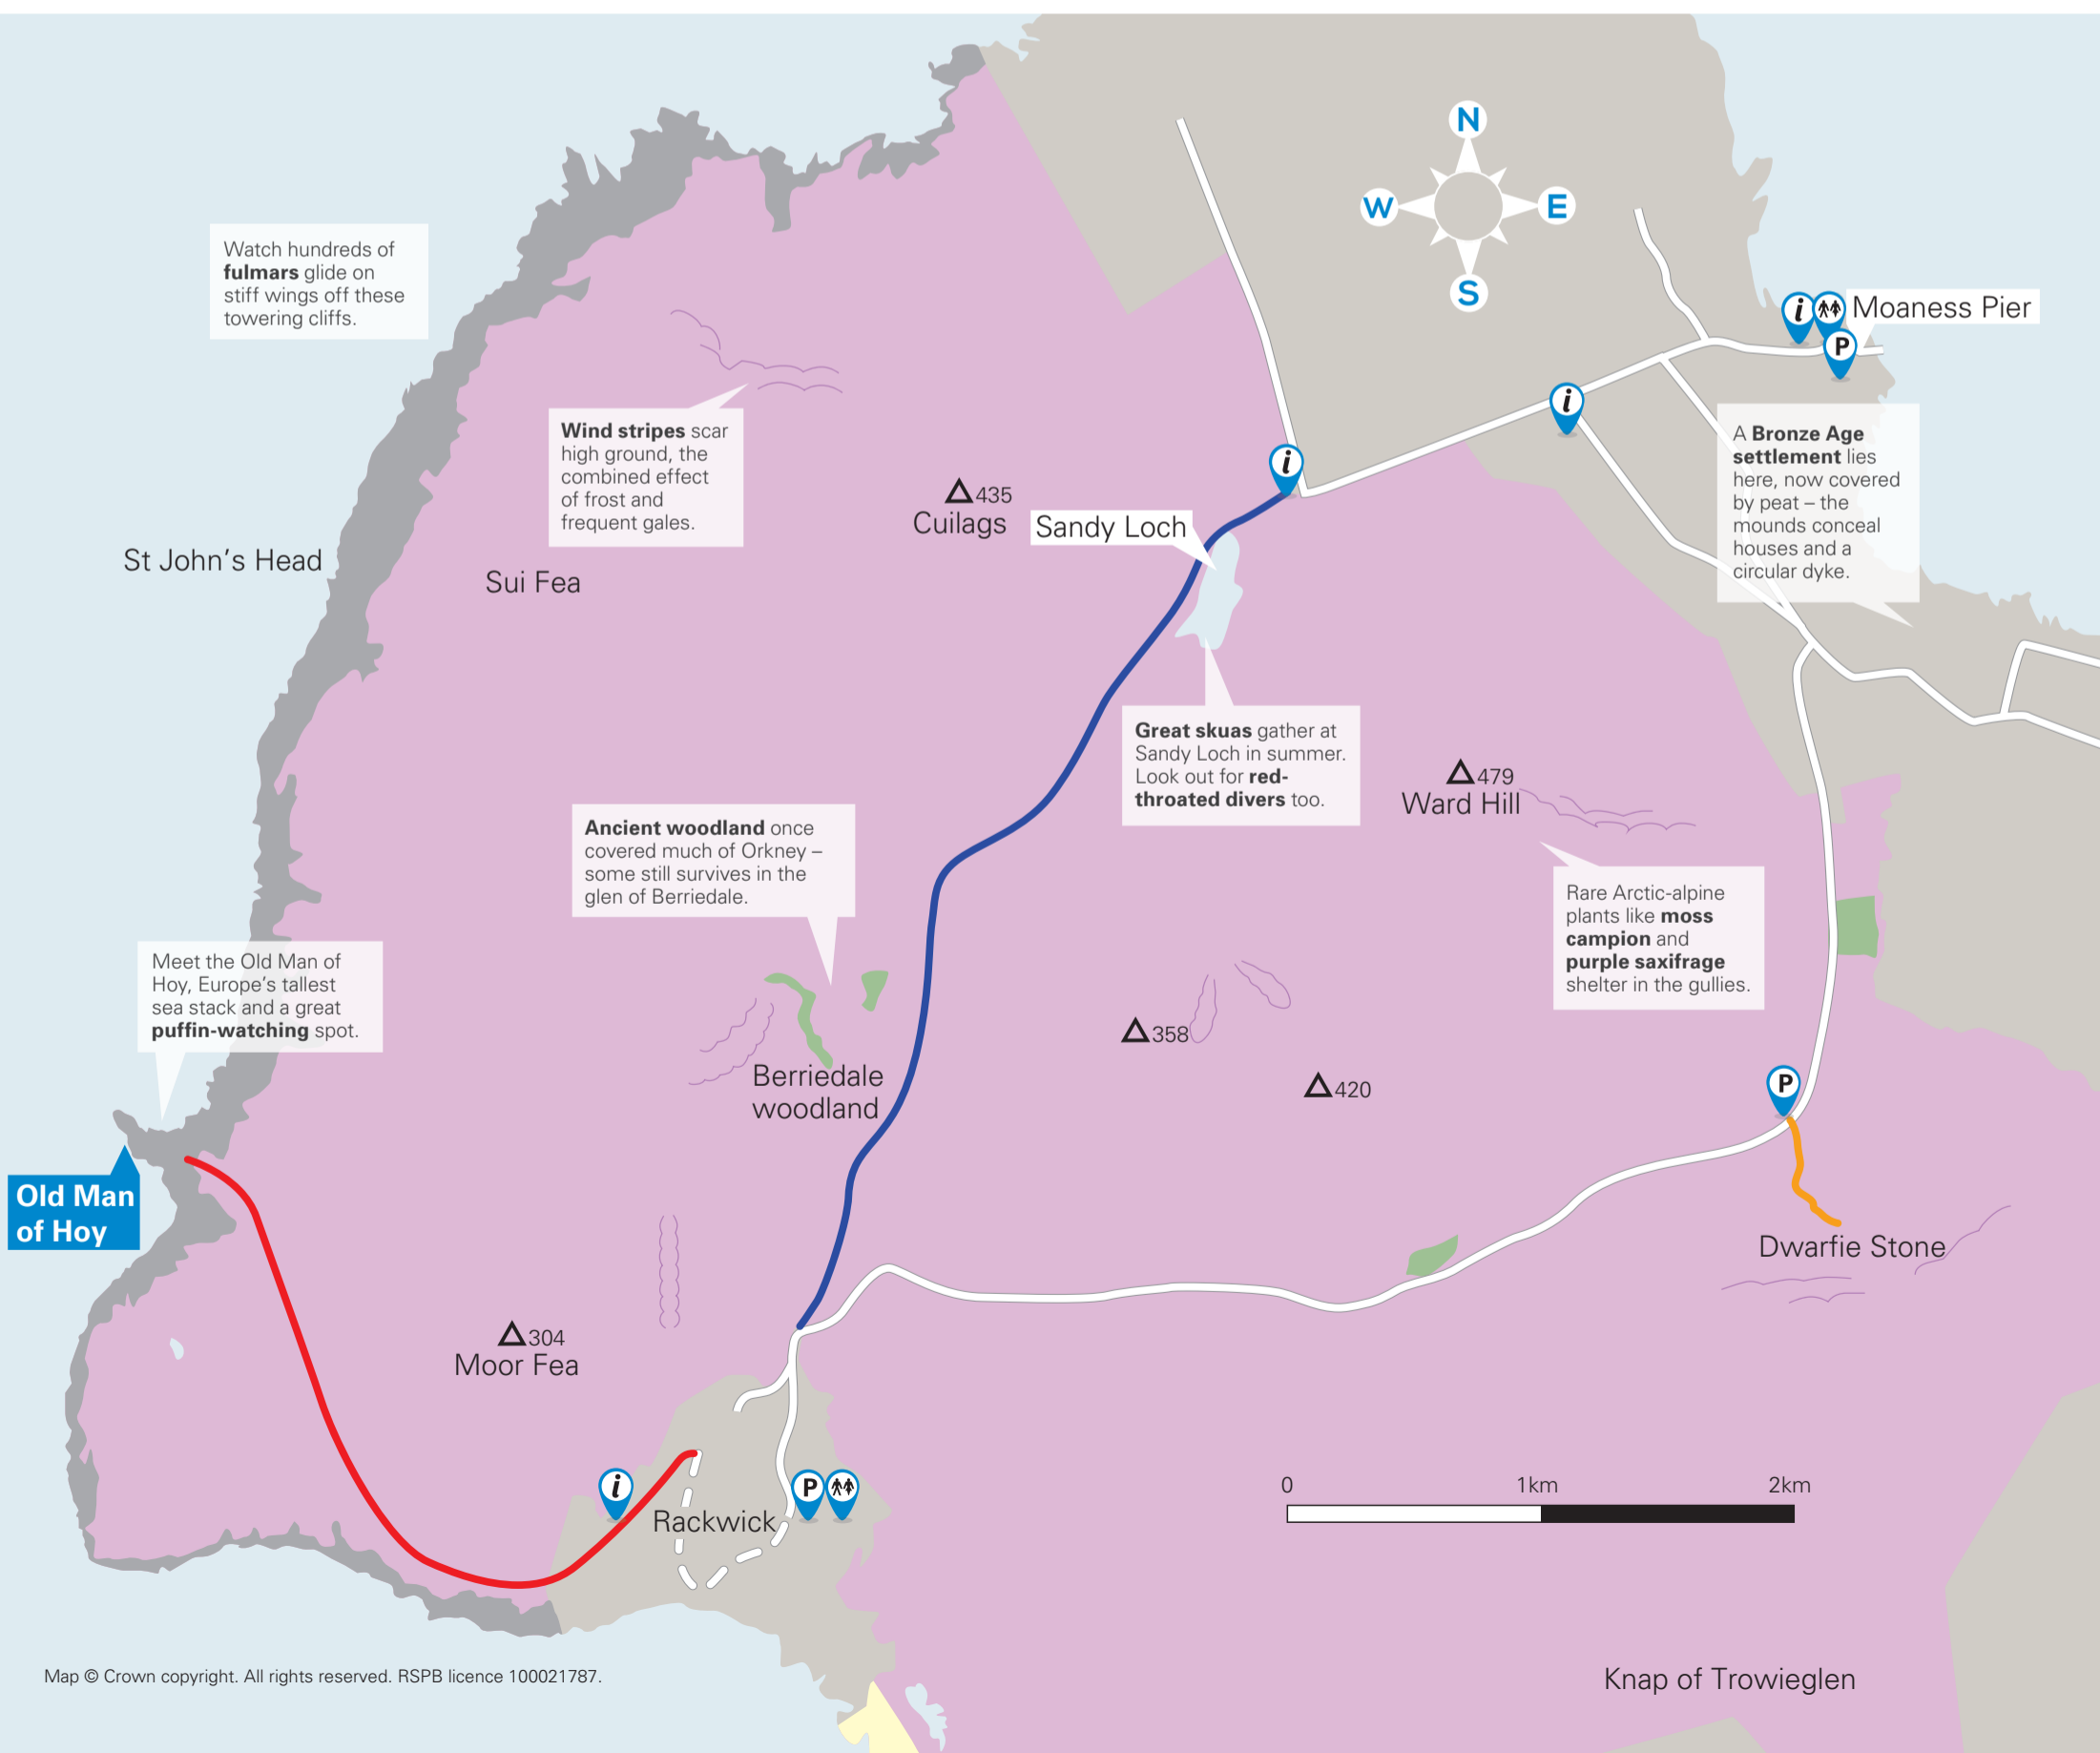 N
W
E
S
Watch hundreds of
fulmars glide on
stiff wings off these
towering cliffs.
i
Moaness Pier
P
i
Wind stripes scar
high ground, the
combined effect
of frost and
frequent gales.
A Bronze Age
settlement lies
here, now covered
by peat – the
mounds conceal
houses and a
circular dyke.
i
435
Cuilags
Sandy Loch
St John’s Head
Sui Fea
Great skuas gather at
Sandy Loch in summer.
Look out for red-
throated divers too.
479
Ward Hill
Ancient woodland once
covered much of Orkney –
some still survives in the
glen of Berriedale.
Rare Arctic-alpine
plants like moss
campion and
purple saxifrage
shelter in the gullies.
Meet the Old Man of
Hoy, Europe’s tallest
sea stack and a great
puffin-watching spot.
358
Berriedale
woodland
420
P
Old Man
of Hoy
Dwarfie Stone
304
Moor Fea
i
P
Rackwick
0
1km
2km
Map © Crown copyright. All rights reserved. RSPB licence 100021787.
Knap of Trowieglen